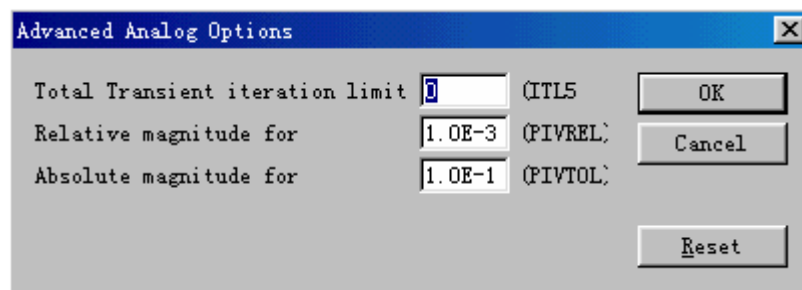 Advanced Analog Options
Total Transient iteration limit 0 (ITL5
Relative magnitude for 1.0E-3 (PIVREL)
Absolute magnitude for 1.0E-1 (PIVTOL)
OK
Cancel
Reset